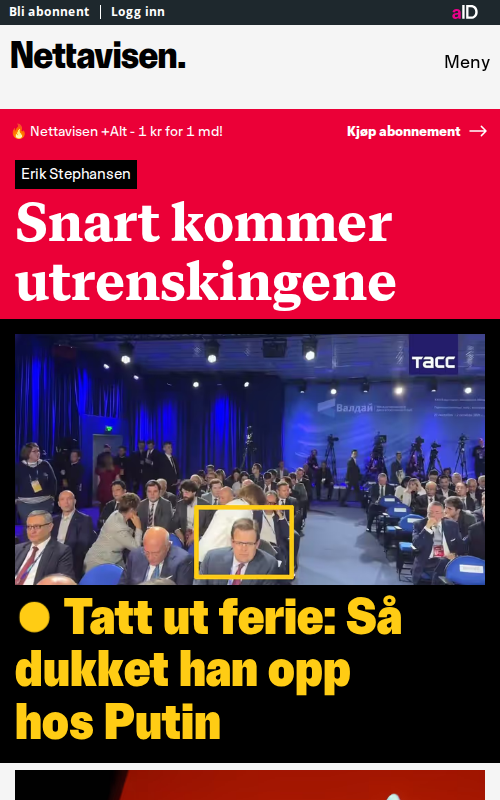 Bli abonnent | Logg inn
aID
Nettavisen.
Meny
🔥 Nettavisen +Alt - 1 kr for 1 md!
Kjøp abonnement →
Erik Stephansen
Snart kommer
utrenskingene
ТАСС
Валдай
Tatt ut ferie: Så
dukket han opp
hos Putin